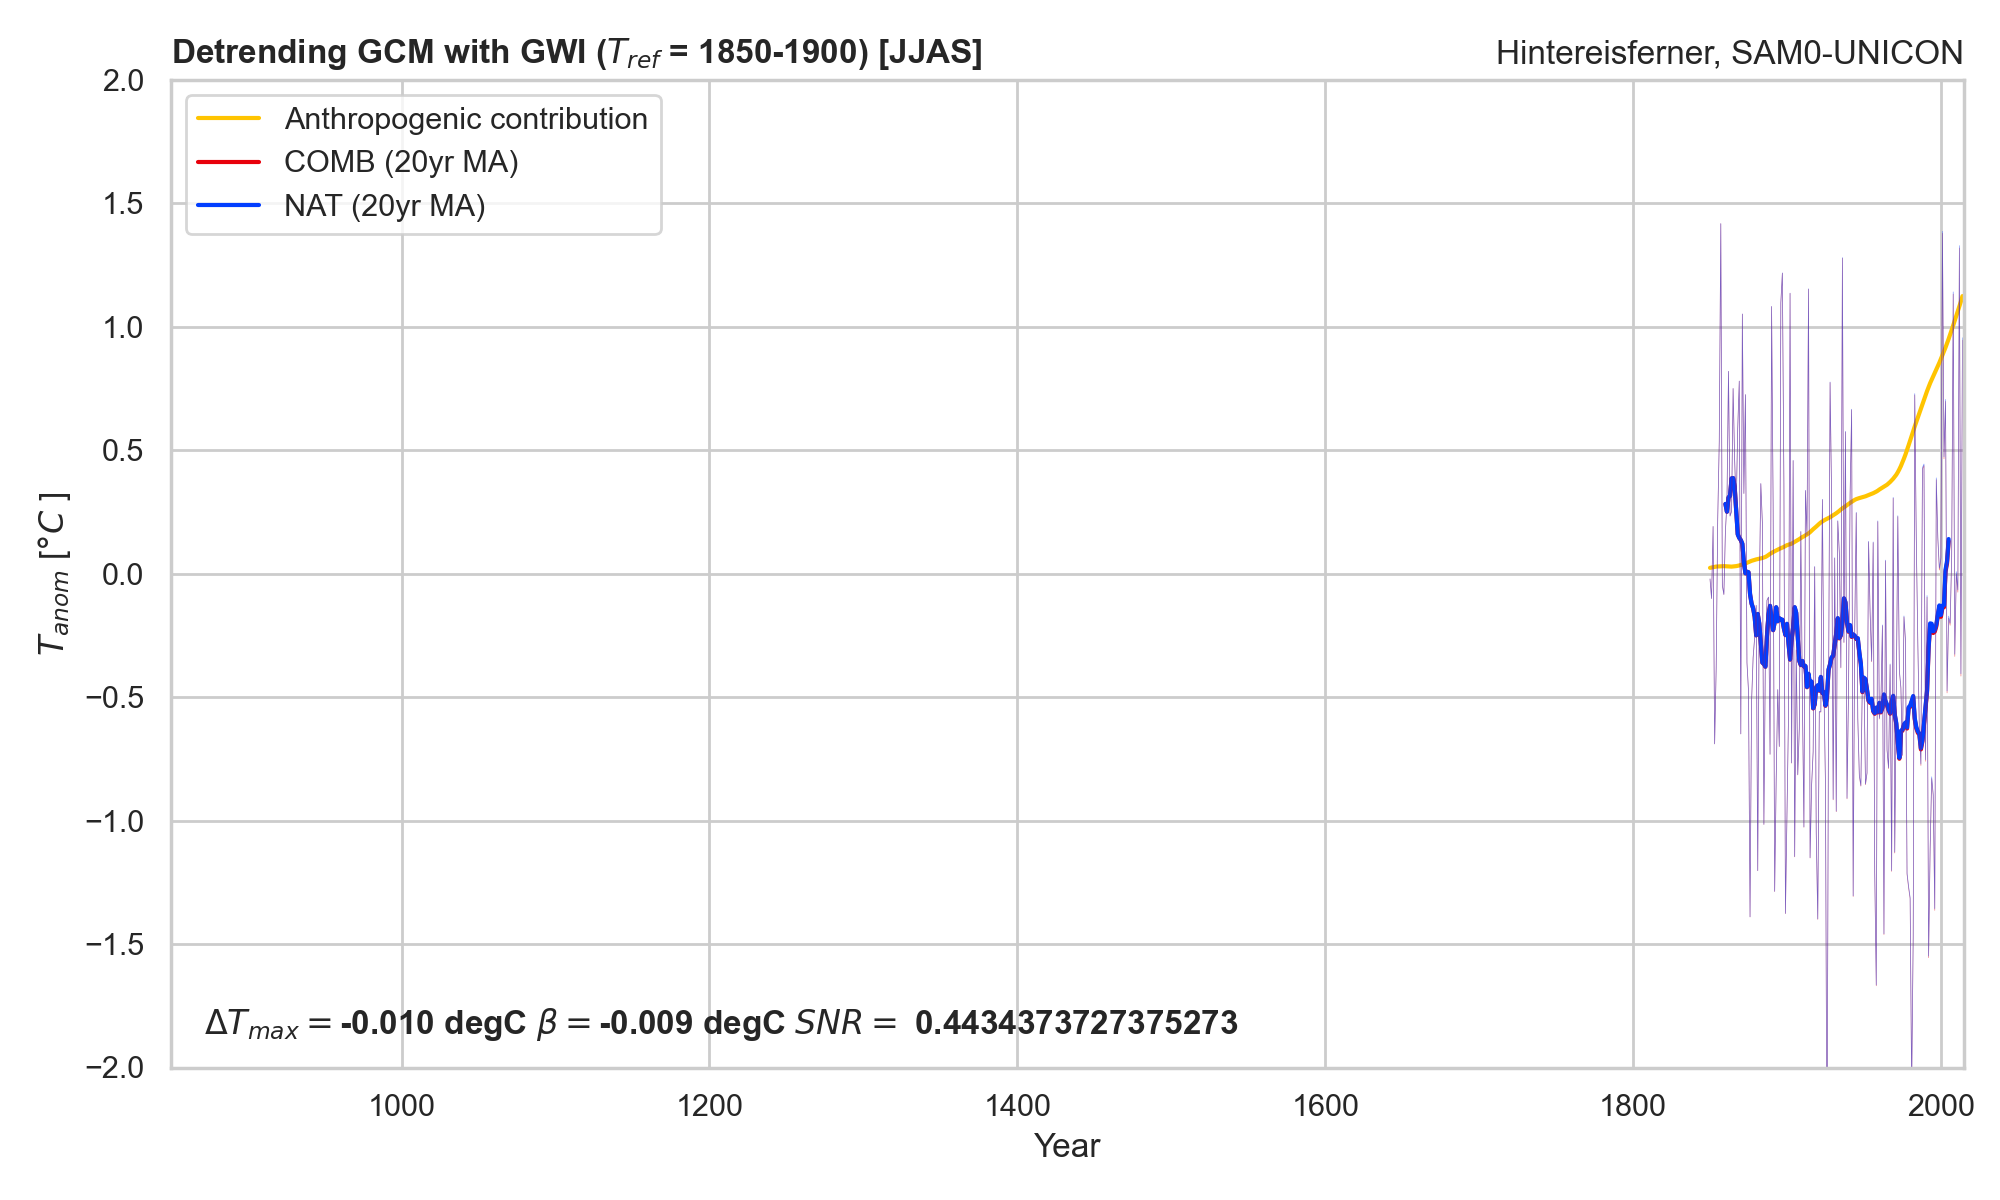 Detrending GCM with GWI (T_ref = 1850-1900) [JJAS]
Hintereisferner, SAM0-UNICON
Anthropogenic contribution
COMB (20yr MA)
NAT (20yr MA)
2.0
1.5
1.0
0.5
0.0
−0.5
−1.0
−1.5
−2.0
T_anom [°C ]
ΔT_max = -0.010 degC β = -0.009 degC SNR = 0.4434373727375273
1000 1200 1400 1600 1800 2000
Year